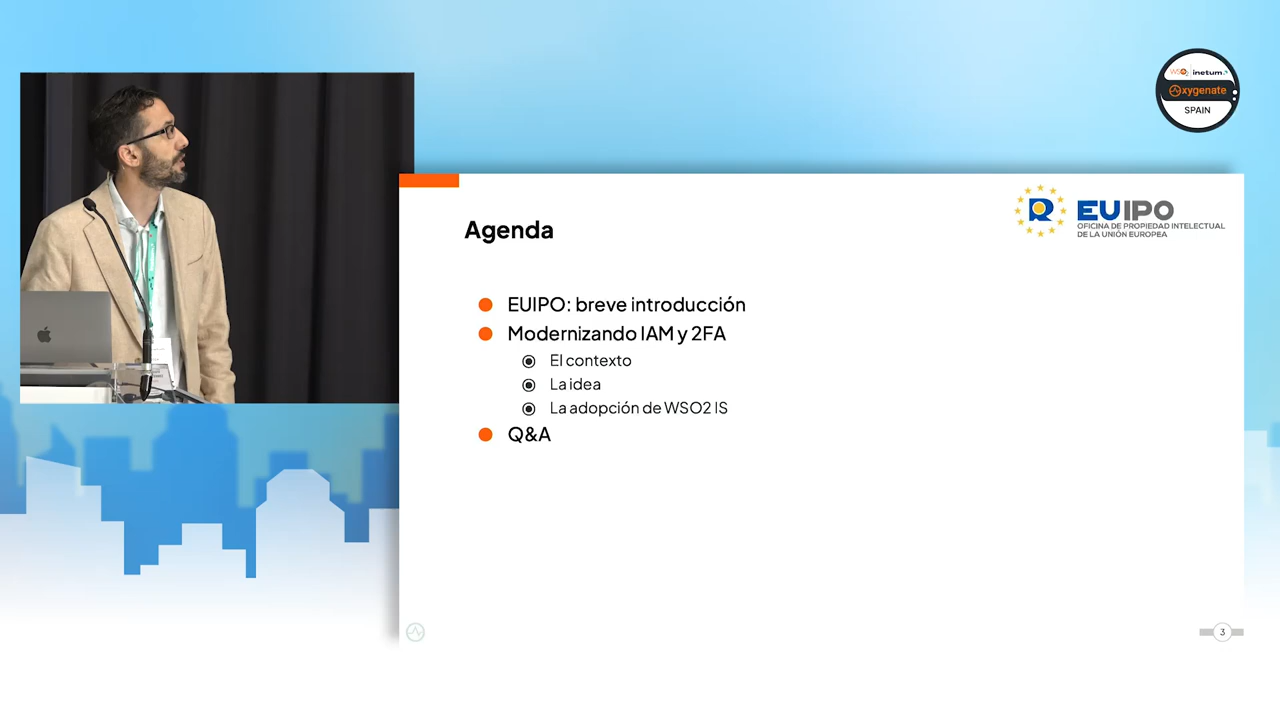 WSO2 inetum.
Oxygenate
SPAIN
EUIPO
OFICINA DE PROPIEDAD INTELECTUAL
DE LA UNIÓN EUROPEA
Agenda
EUIPO: breve introducción
Modernizando IAM y 2FA
El contexto
La idea
La adopción de WSO2 IS
Q&A
3